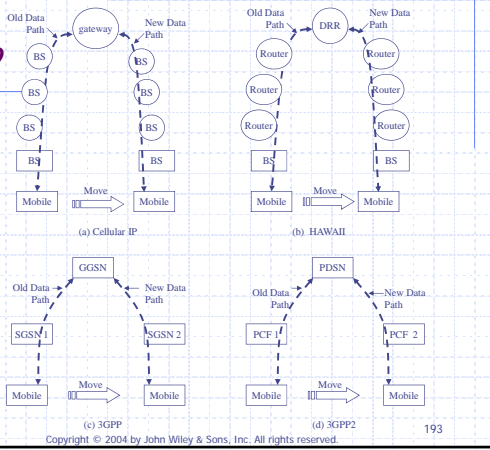 Old Data
Path
gateway
New Data
Path
BS
BS
BS
BS
BS
BS
BS
BS
Mobile
Move
Mobile
(a) Cellular IP
Old Data
Path
DRR
New Data
Path
Router
Router
Router
Router
Router
Router
BS
BS
Mobile
Move
Mobile
(b) HAWAII
GGSN
Old Data
Path
New Data
Path
SGSN 1
SGSN 2
Mobile
Move
Mobile
(c) 3GPP
PDSN
Old Data
Path
New Data
Path
PCF 1
PCF 2
Mobile
Move
Mobile
(d) 3GPP2
193
Copyright © 2004 by John Wiley & Sons, Inc. All rights reserved.